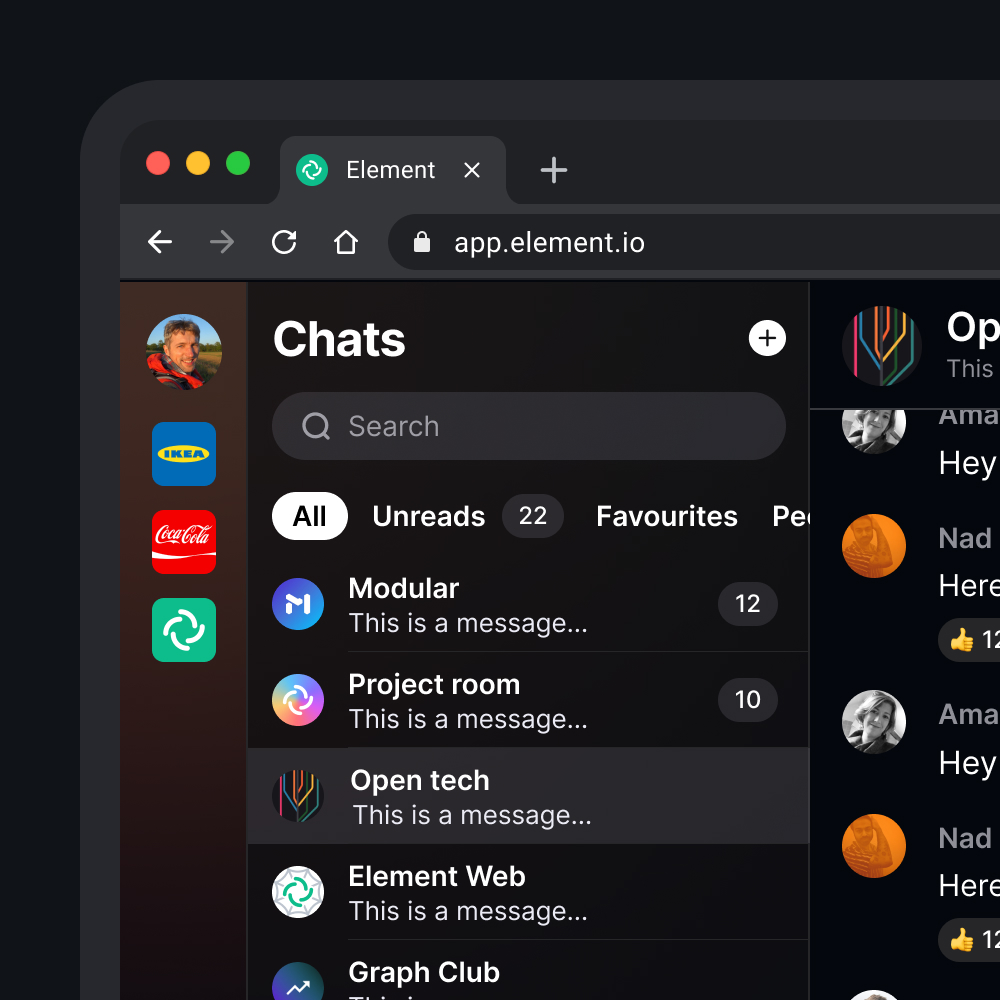 Element
app.element.io
IKEA
Coca-Cola
Chats
Search
All Unreads 22 Favourites
Modular
This is a message...
12
Project room
This is a message...
10
Open tech
This is a message...
Element Web
This is a message...
Graph Club
Op
This
Ama
Hey
Nad
Here
👍 12
Ama
Hey
Nad
Here
👍 12